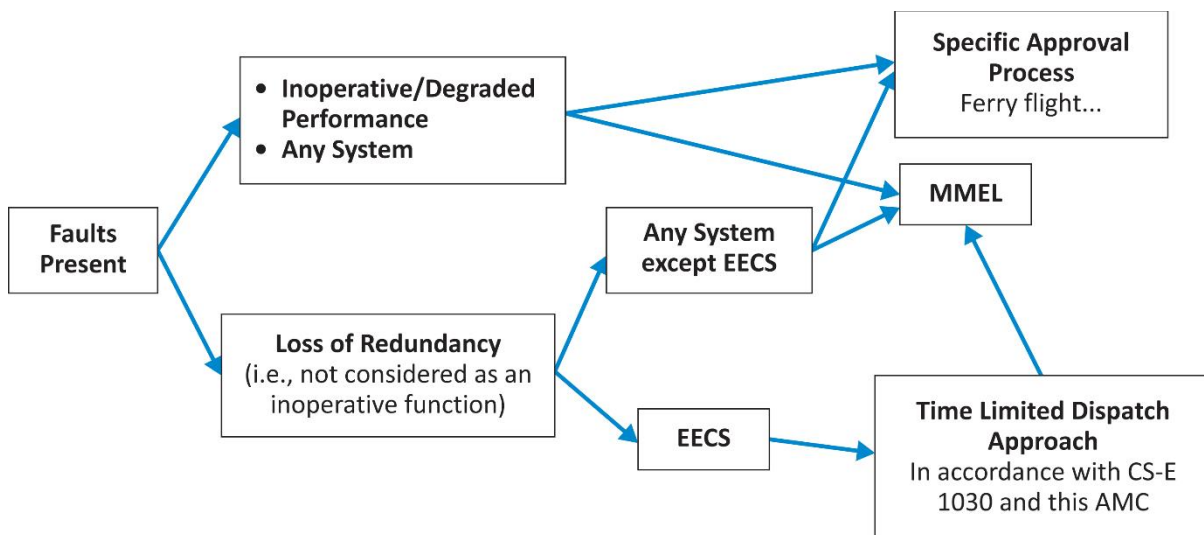 Faults
Present
• Inoperative/Degraded
Performance
• Any System
Loss of Redundancy
(i.e., not considered as an
inoperative function)
Any System
except EECS
EECS
Specific Approval
Process
Ferry flight...
MMEL
Time Limited Dispatch
Approach
In accordance with CS-E
1030 and this AMC